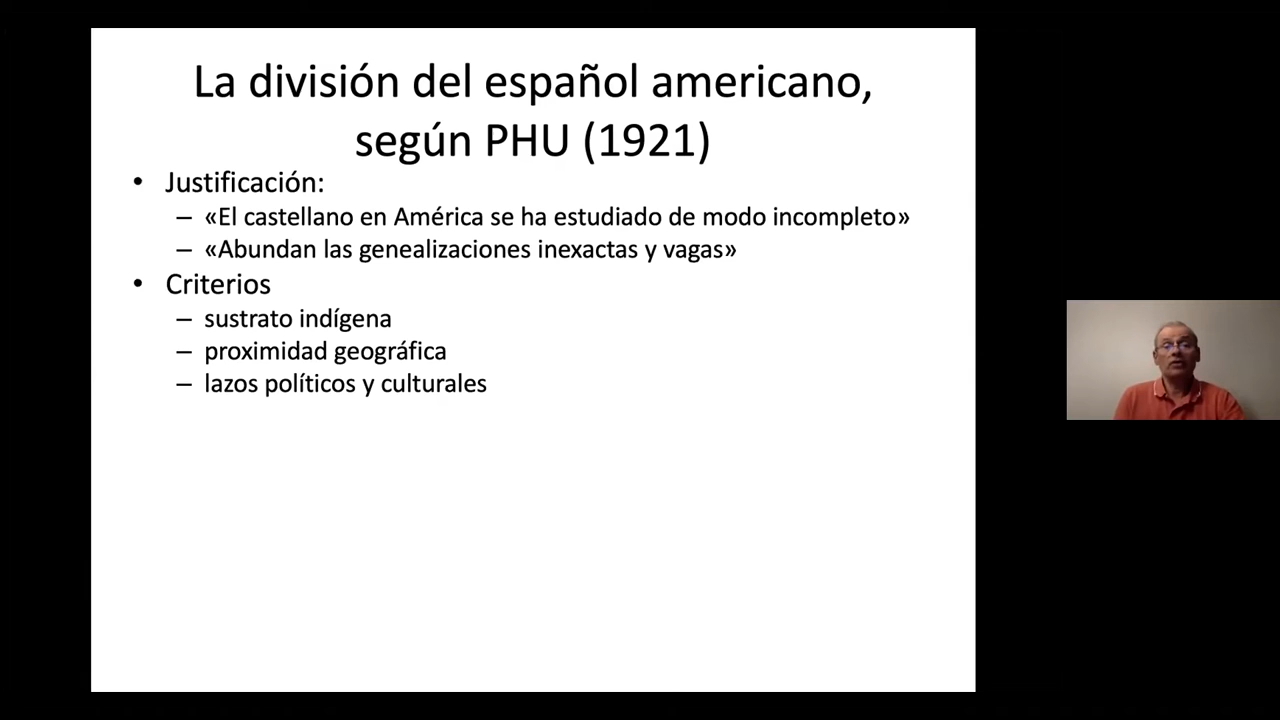 La división del español americano,
según PHU (1921)
• Justificación:
– «El castellano en América se ha estudiado de modo incompleto»
– «Abundan las genealizaciones inexactas y vagas»
• Criterios
– sustrato indígena
– proximidad geográfica
– lazos políticos y culturales